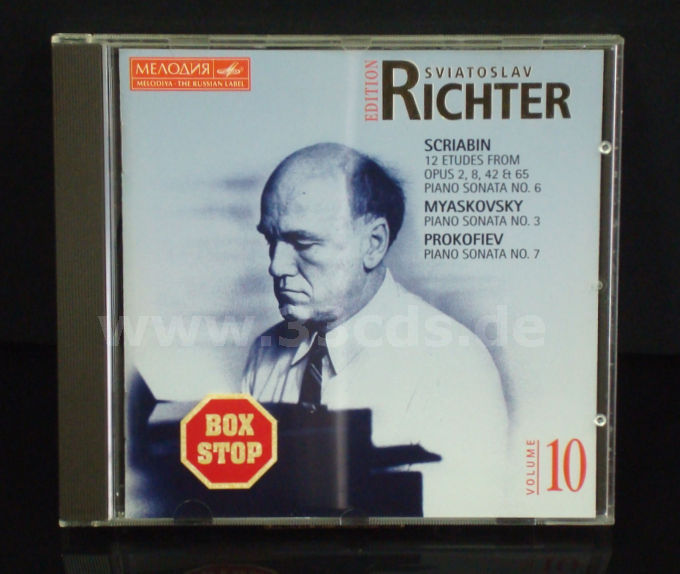 МЕЛОДИЯ
MELODIYA · THE RUSSIAN LABEL
EDITION
SVIATOSLAV
RICHTER
SCRIABIN
12 ETUDES FROM
OPUS 2, 8, 42 & 65
PIANO SONATA NO. 6
MYASKOVSKY
PIANO SONATA NO. 3
PROKOFIEV
PIANO SONATA NO. 7
www.33cds.de
BOX
STOP
VOLUME
10